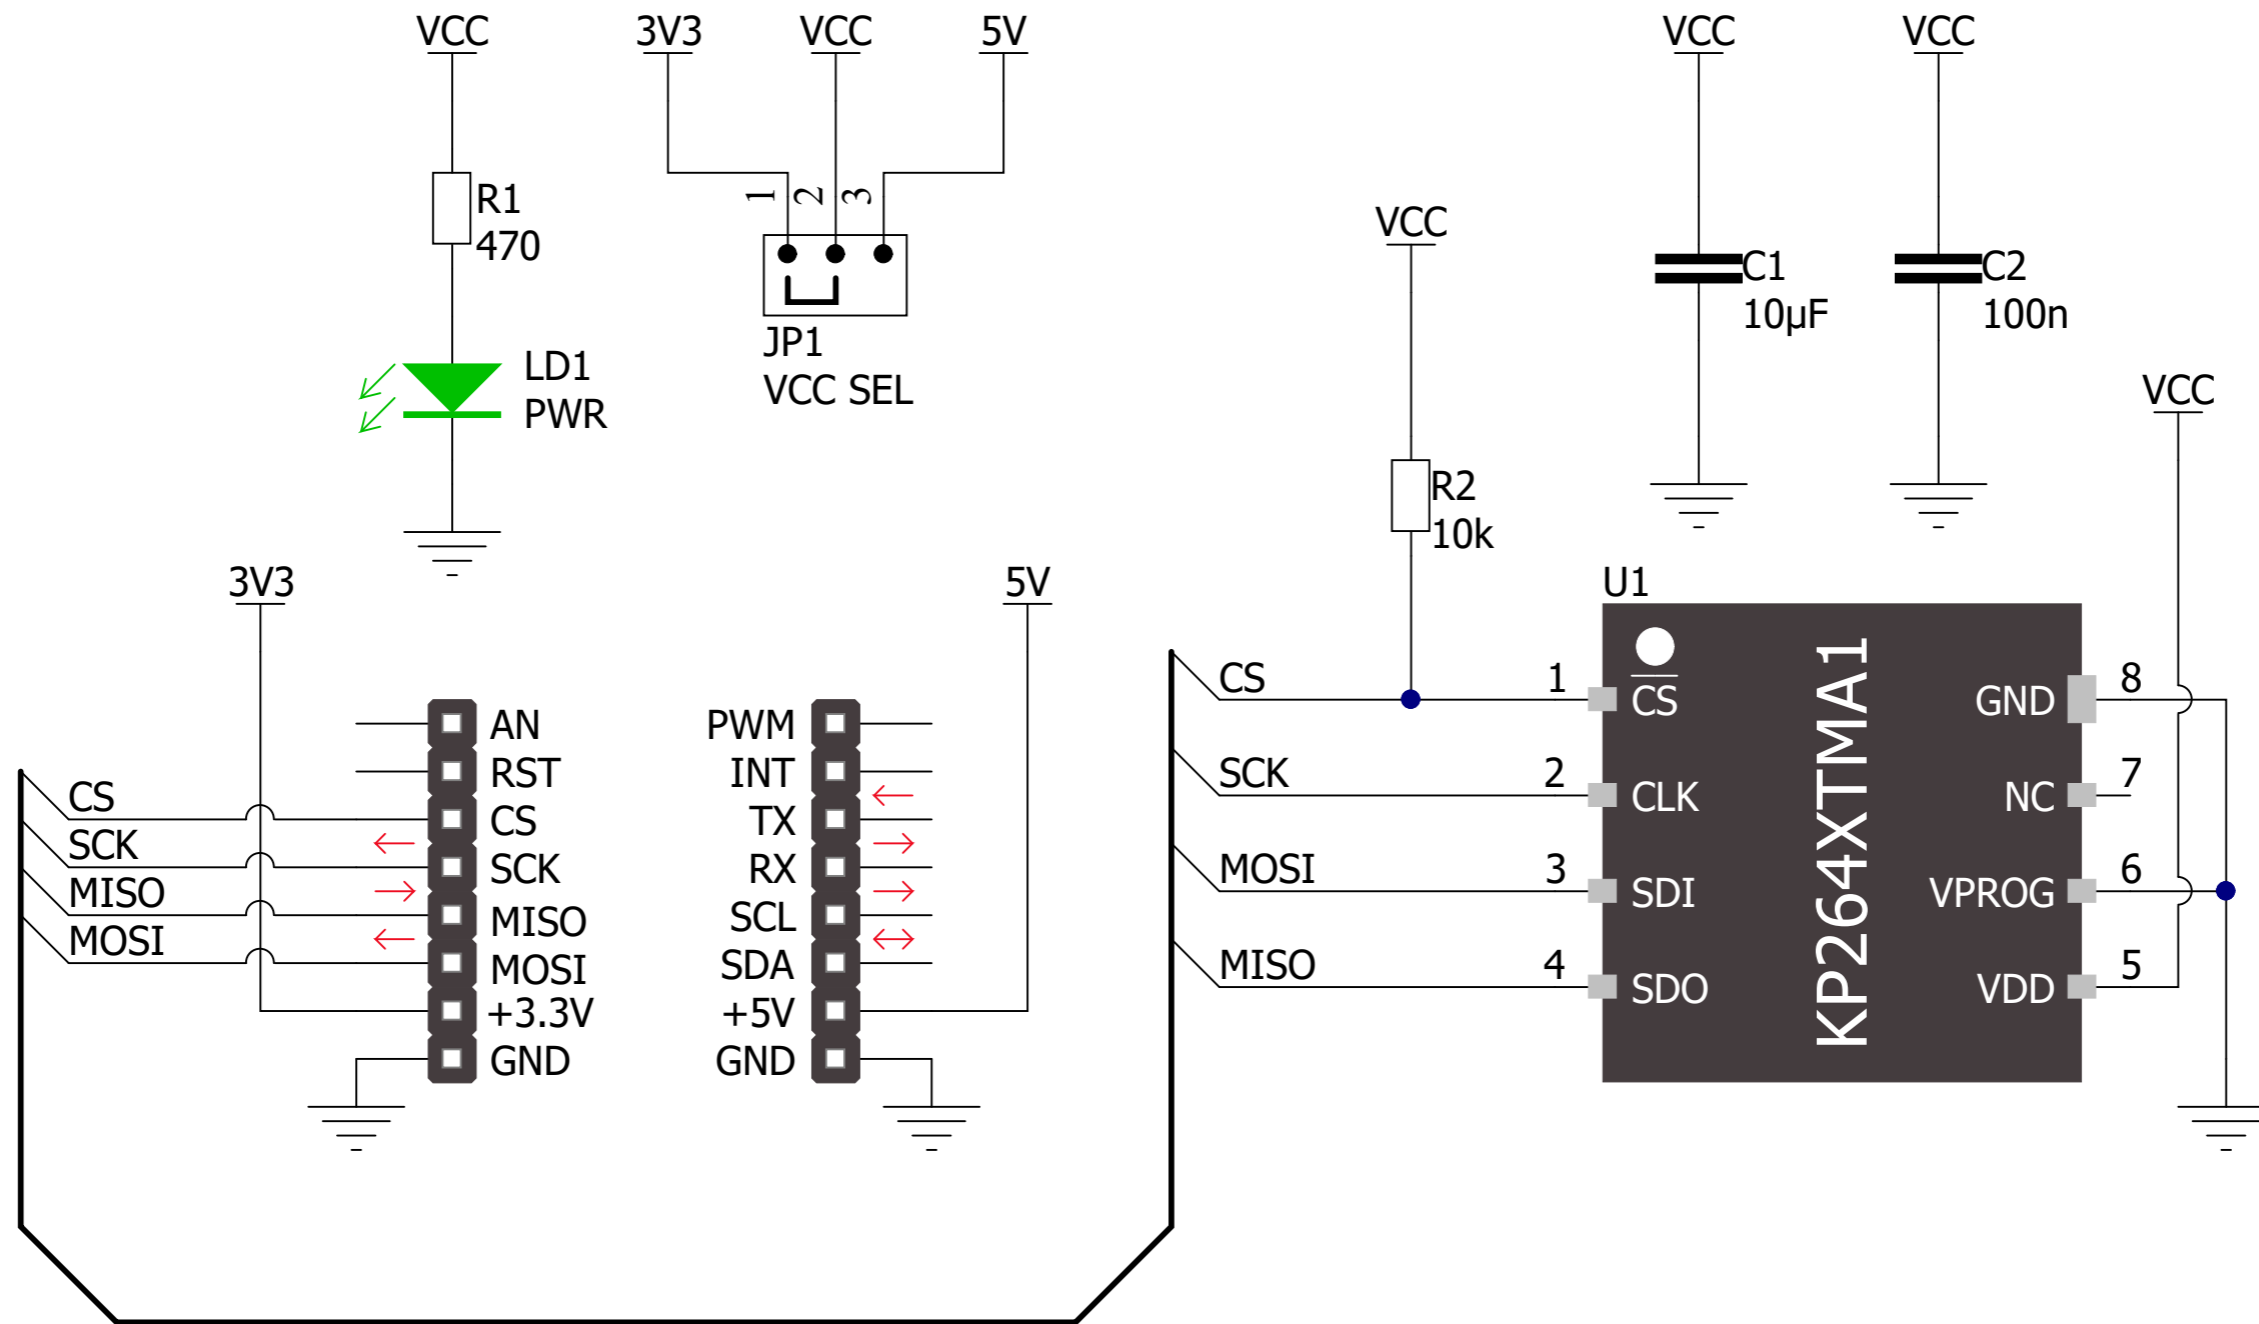 VCC
3V3
VCC
5V
VCC
VCC
R1
470
1
2
3
JP1
VCC SEL
LD1
PWR
VCC
R2
10k
C1
10µF
C2
100n
VCC
3V3
5V
AN
RST
CS
SCK
MISO
MOSI
+3.3V
GND
CS
SCK
MISO
MOSI
PWM
INT
TX
RX
SCL
SDA
+5V
GND
CS
SCK
MOSI
MISO
U1
1
2
3
4
CS
CLK
SDI
SDO
KP264XTMA1
GND
NC
VPROG
VDD
8
7
6
5